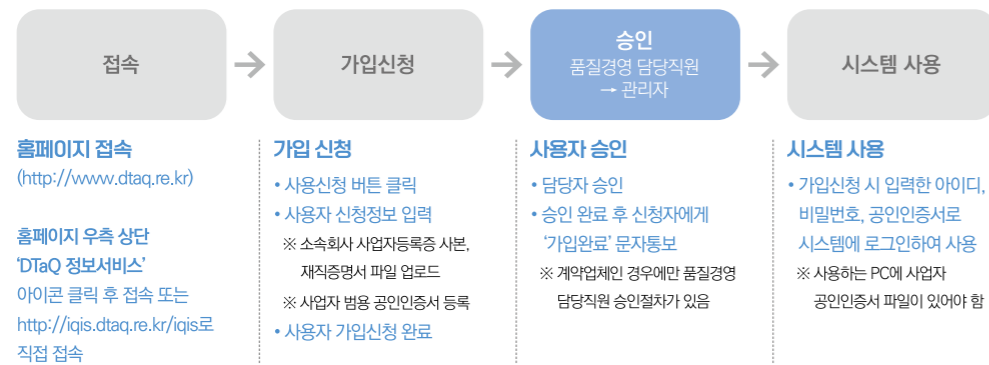 접속
가입신청
승인
품질경영 담당직원
→ 관리자
시스템 사용
홈페이지 접속
(http://www.dtaq.re.kr)
홈페이지 우측 상단
‘DTaQ 정보서비스’
아이콘 클릭 후 접속 또는
http://iqis.dtaq.re.kr/iqis로
직접 접속
가입 신청
• 사용신청 버튼 클릭
• 사용자 신청정보 입력
※ 소속회사 사업자등록증 사본,
재직증명서 파일 업로드
※ 사업자 범용 공인인증서 등록
• 사용자 가입신청 완료
사용자 승인
• 담당자 승인
• 승인 완료 후 신청자에게
‘가입완료’ 문자통보
※ 계약업체인 경우에만 품질경영
담당직원 승인절차가 있음
시스템 사용
• 가입신청 시 입력한 아이디,
비밀번호, 공인인증서로
시스템에 로그인하여 사용
※ 사용하는 PC에 사업자
공인인증서 파일이 있어야 함